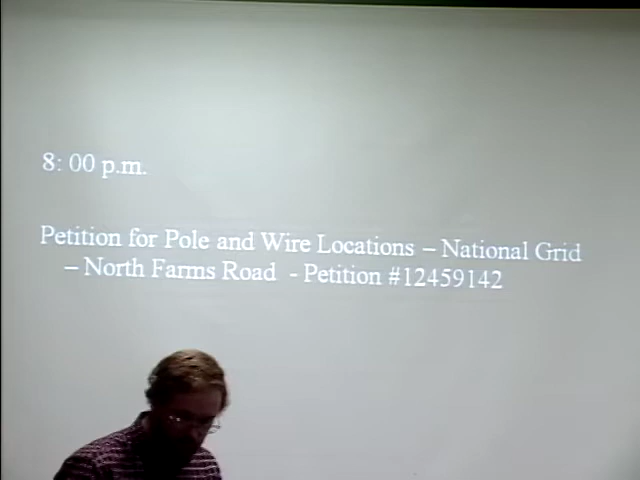 8: 00 p.m.
Petition for Pole and Wire Locations – National Grid
– North Farms Road - Petition #12459142